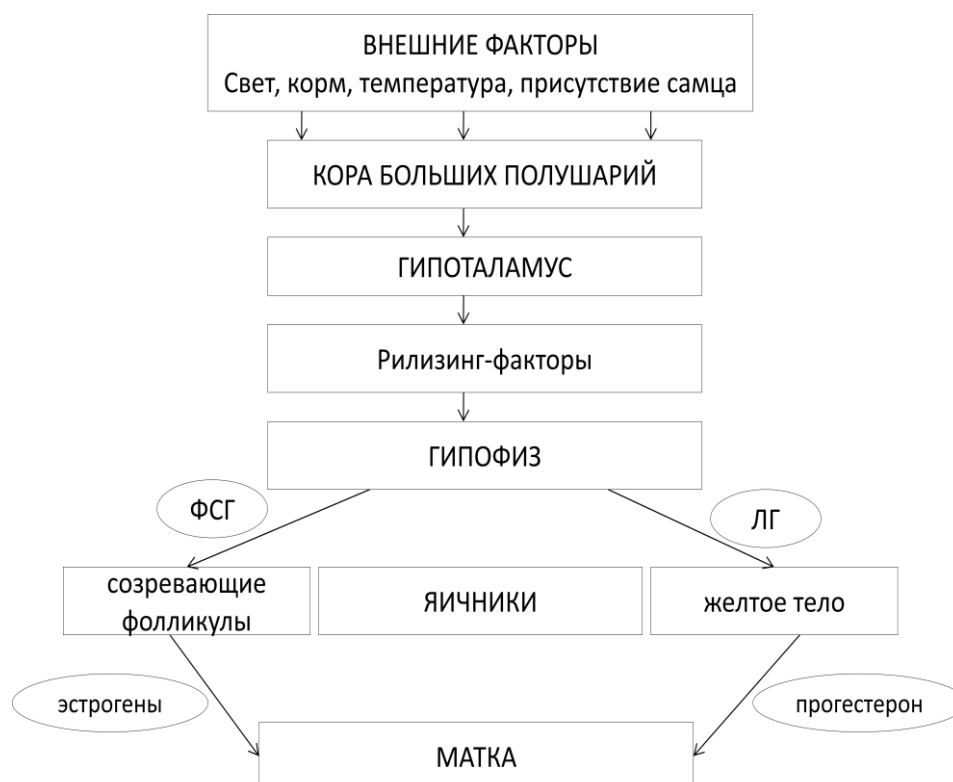 ВНЕШНИЕ ФАКТОРЫ
Свет, корм, температура, присутствие самца
КОРА БОЛЬШИХ ПОЛУШАРИЙ
ГИПОТАЛАМУС
Рилизинг-факторы
ГИПОФИЗ
ФСГ
ЛГ
созревающие
фолликулы
ЯИЧНИКИ
желтое тело
эстрогены
прогестерон
МАТКА